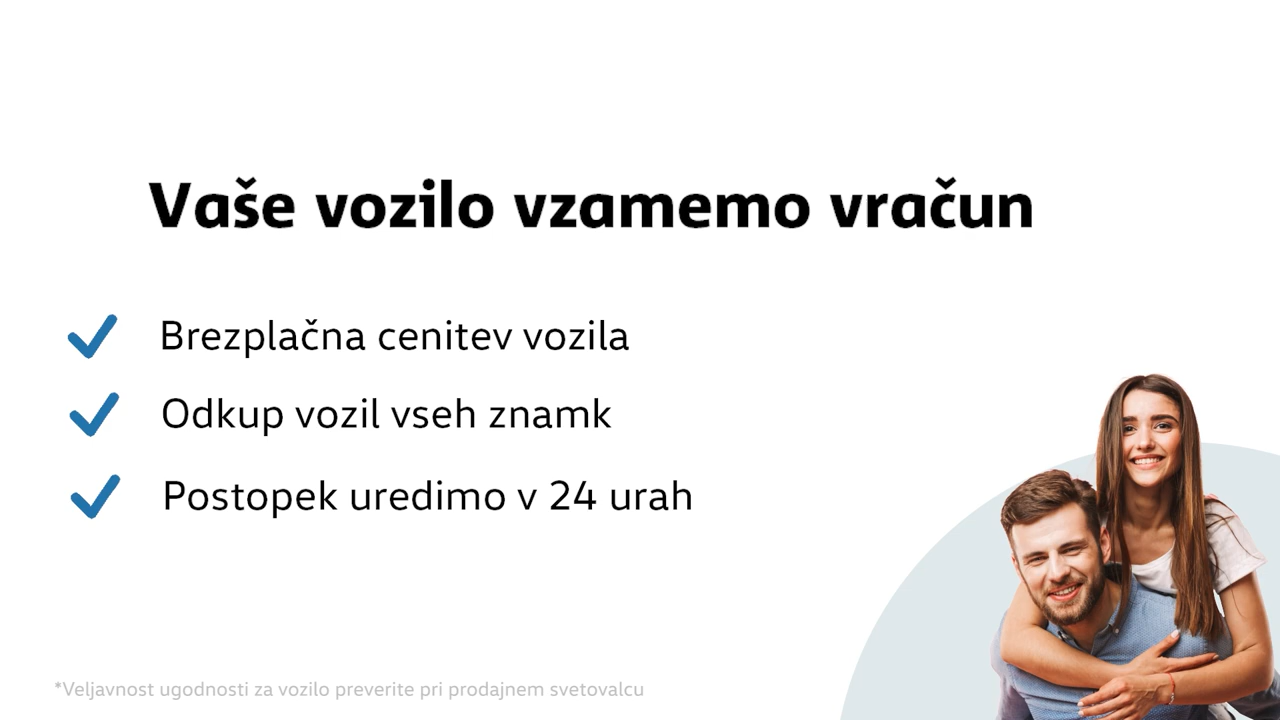 Vaše vozilo vzamemo vračun
Brezplačna cenitev vozila
Odkup vozil vseh znamk
Postopek uredimo v 24 urah
*Veljavnost ugodnosti za vozilo preverite pri prodajnem svetovalcu